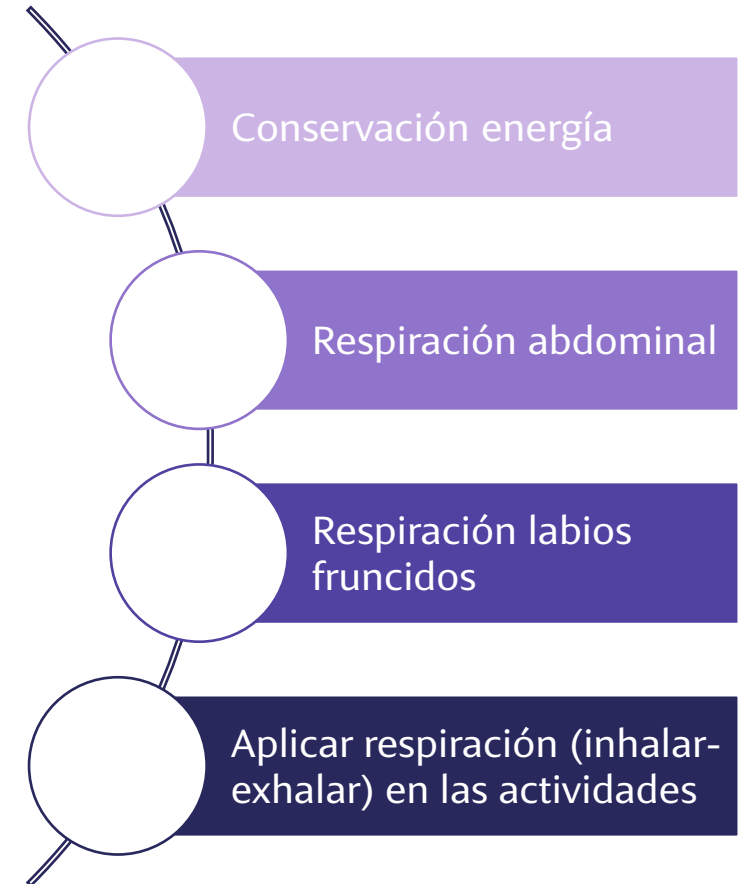 Conservación energía
Respiración abdominal
Respiración labios
fruncidos
Aplicar respiración (inhalar-
exhalar) en las actividades